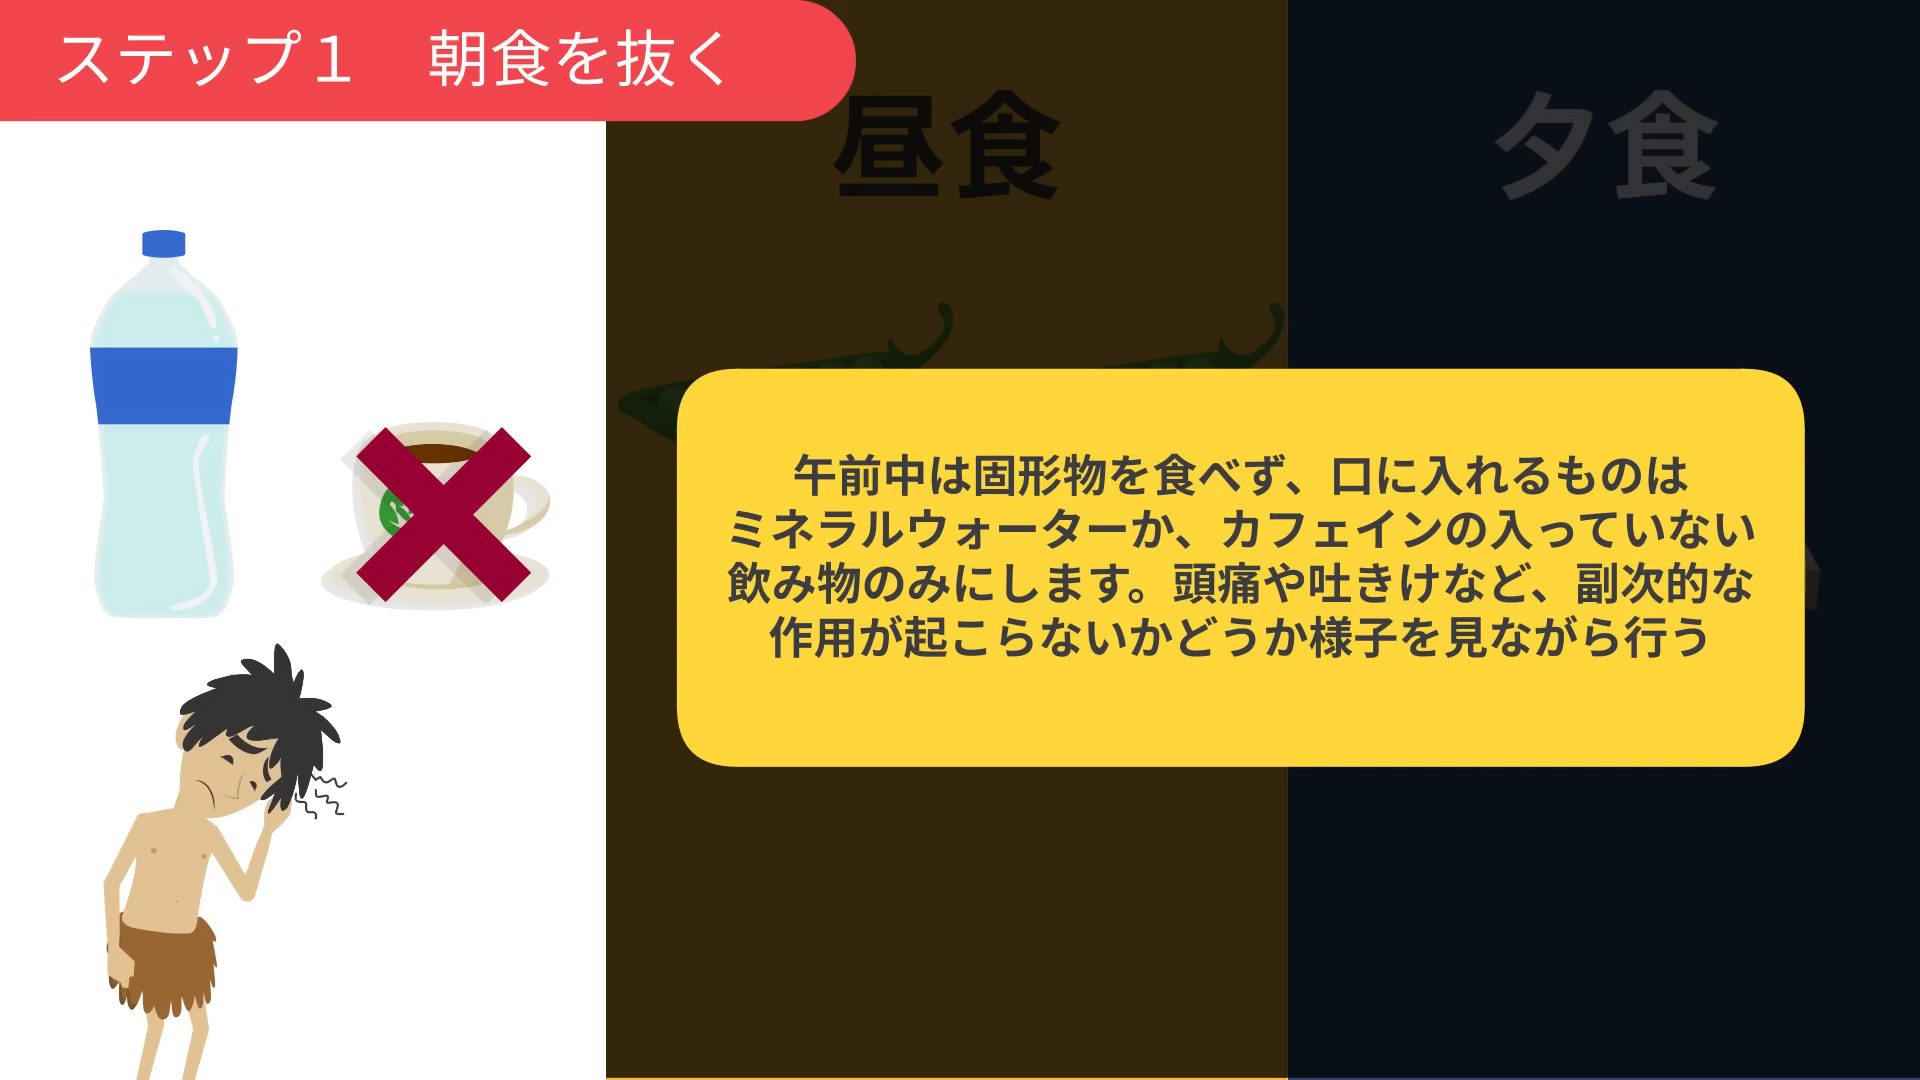 ステップ１　朝食を抜く
昼食
夕食
午前中は固形物を食べず、口に入れるものは
ミネラルウォーターか、カフェインの入っていない
飲み物のみにします。頭痛や吐きけなど、副次的な
作用が起こらないかどうか様子を見ながら行う